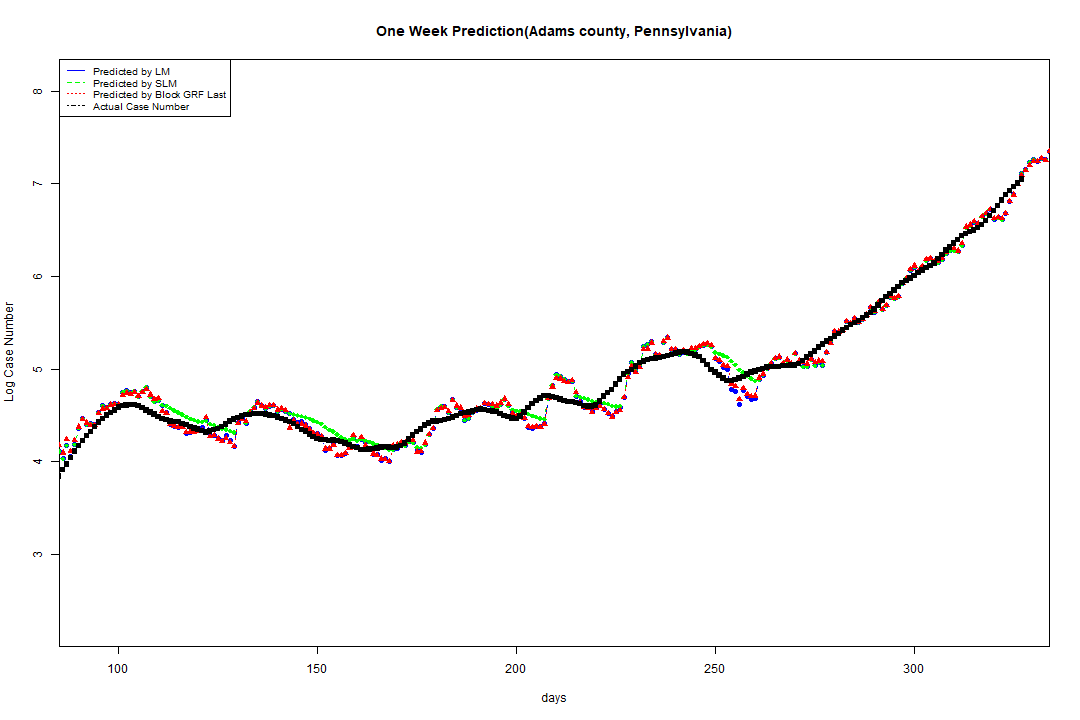 One Week Prediction(Adams county, Pennsylvania)
Predicted by LM
Predicted by SLM
Predicted by Block GRF Last
Actual Case Number
8
7
6
5
4
3
Log Case Number
100 150 200 250 300
days